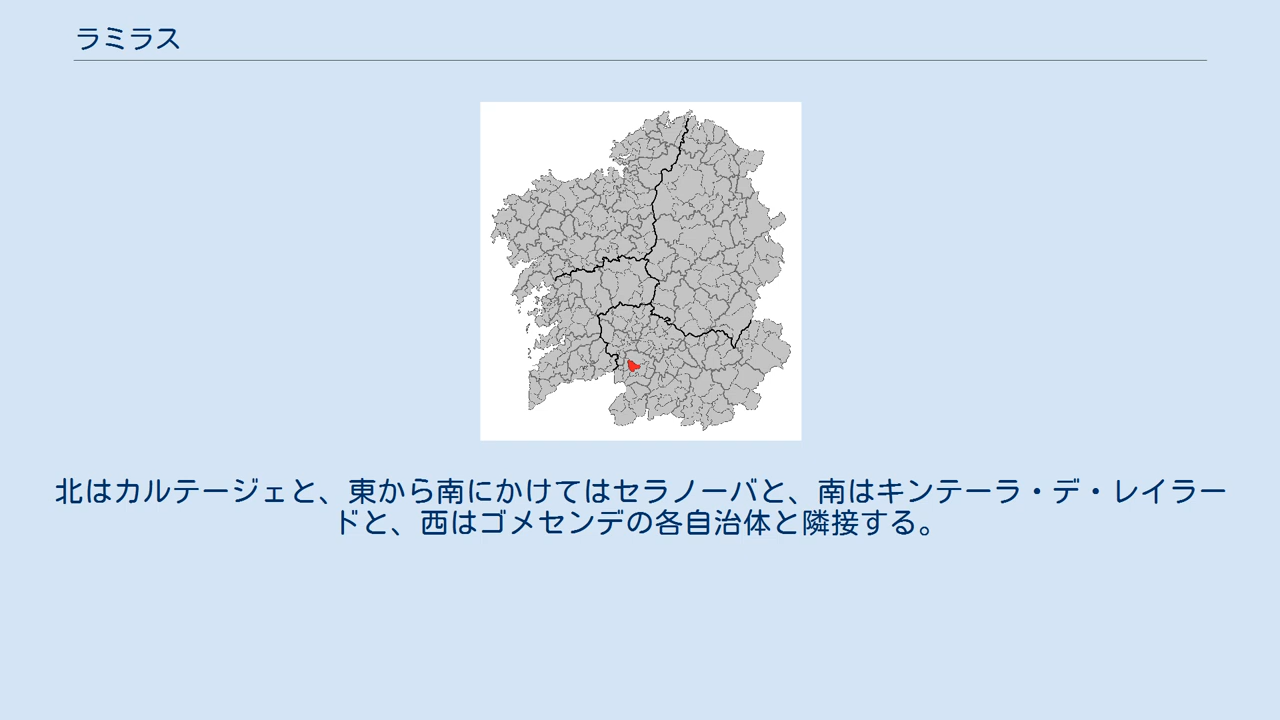 ラミラス
北はカルテージェと、東から南にかけてはセラノーバと、南はキンテーラ・デ・レイラー
ドと、西はゴメセンデの各自治体と隣接する。